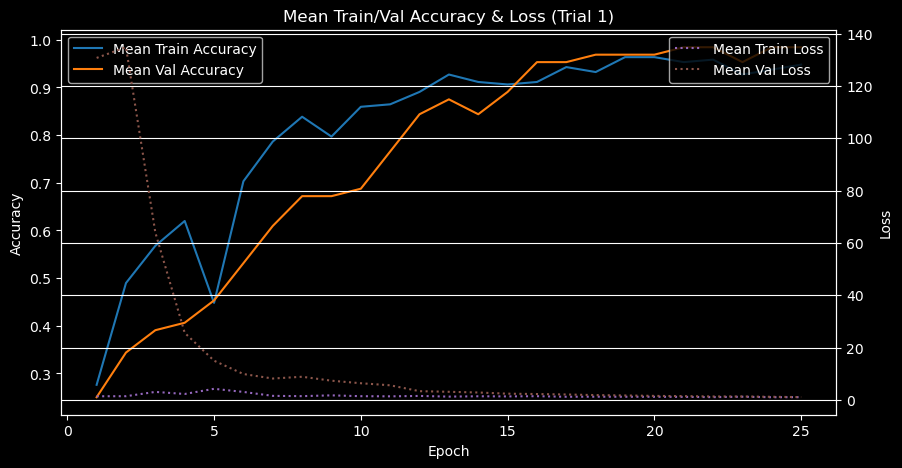 Mean Train/Val Accuracy & Loss (Trial 1)
Mean Train Accuracy
Mean Val Accuracy
Mean Train Loss
Mean Val Loss
Accuracy
1.0
0.9
0.8
0.7
0.6
0.5
0.4
0.3
140
120
100
80
60
40
20
0
Loss
0
5
10
15
20
25
Epoch